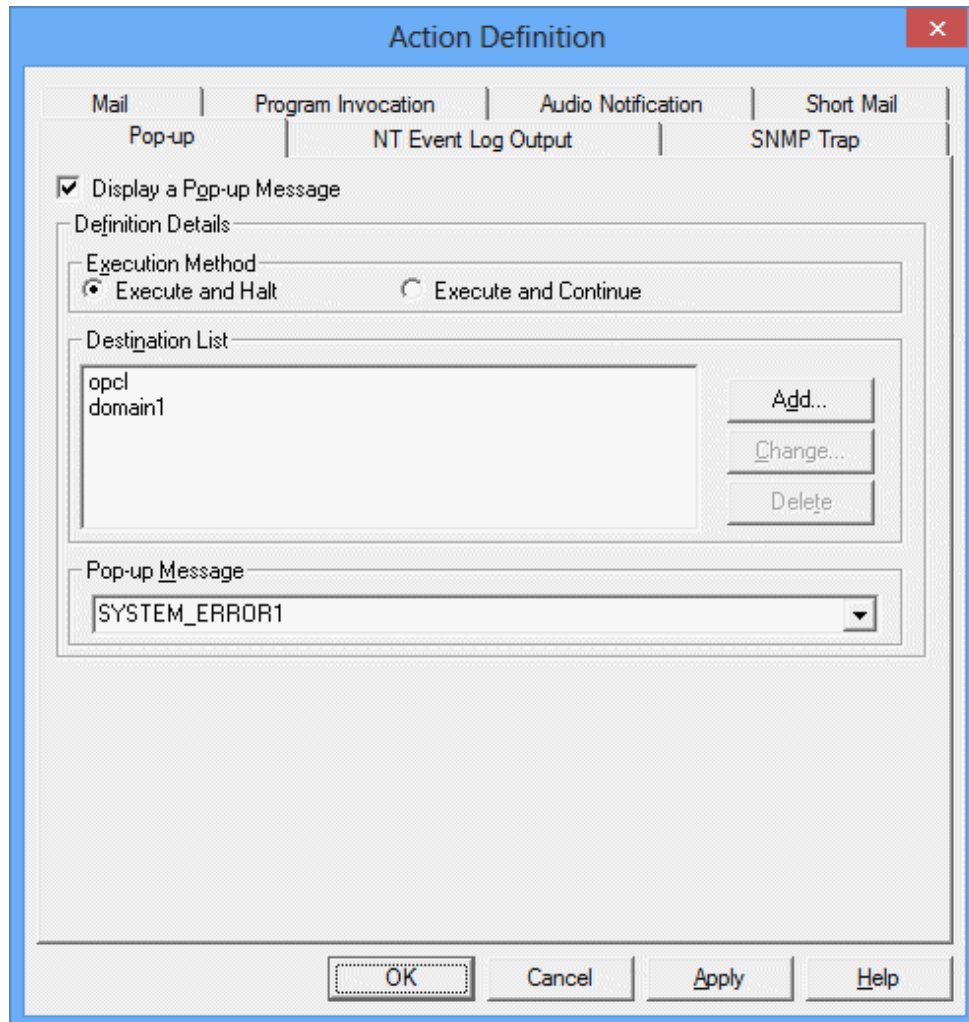 Action Definition
Mail Program Invocation Audio Notification Short Mail
Pop-up NT Event Log Output SNMP Trap
Display a Pop-up Message
Definition Details
Execution Method
Execute and Halt Execute and Continue
Destination List
opcl
domain1
Add...
Change...
Delete
Pop-up Message
SYSTEM_ERROR1
OK Cancel Apply Help